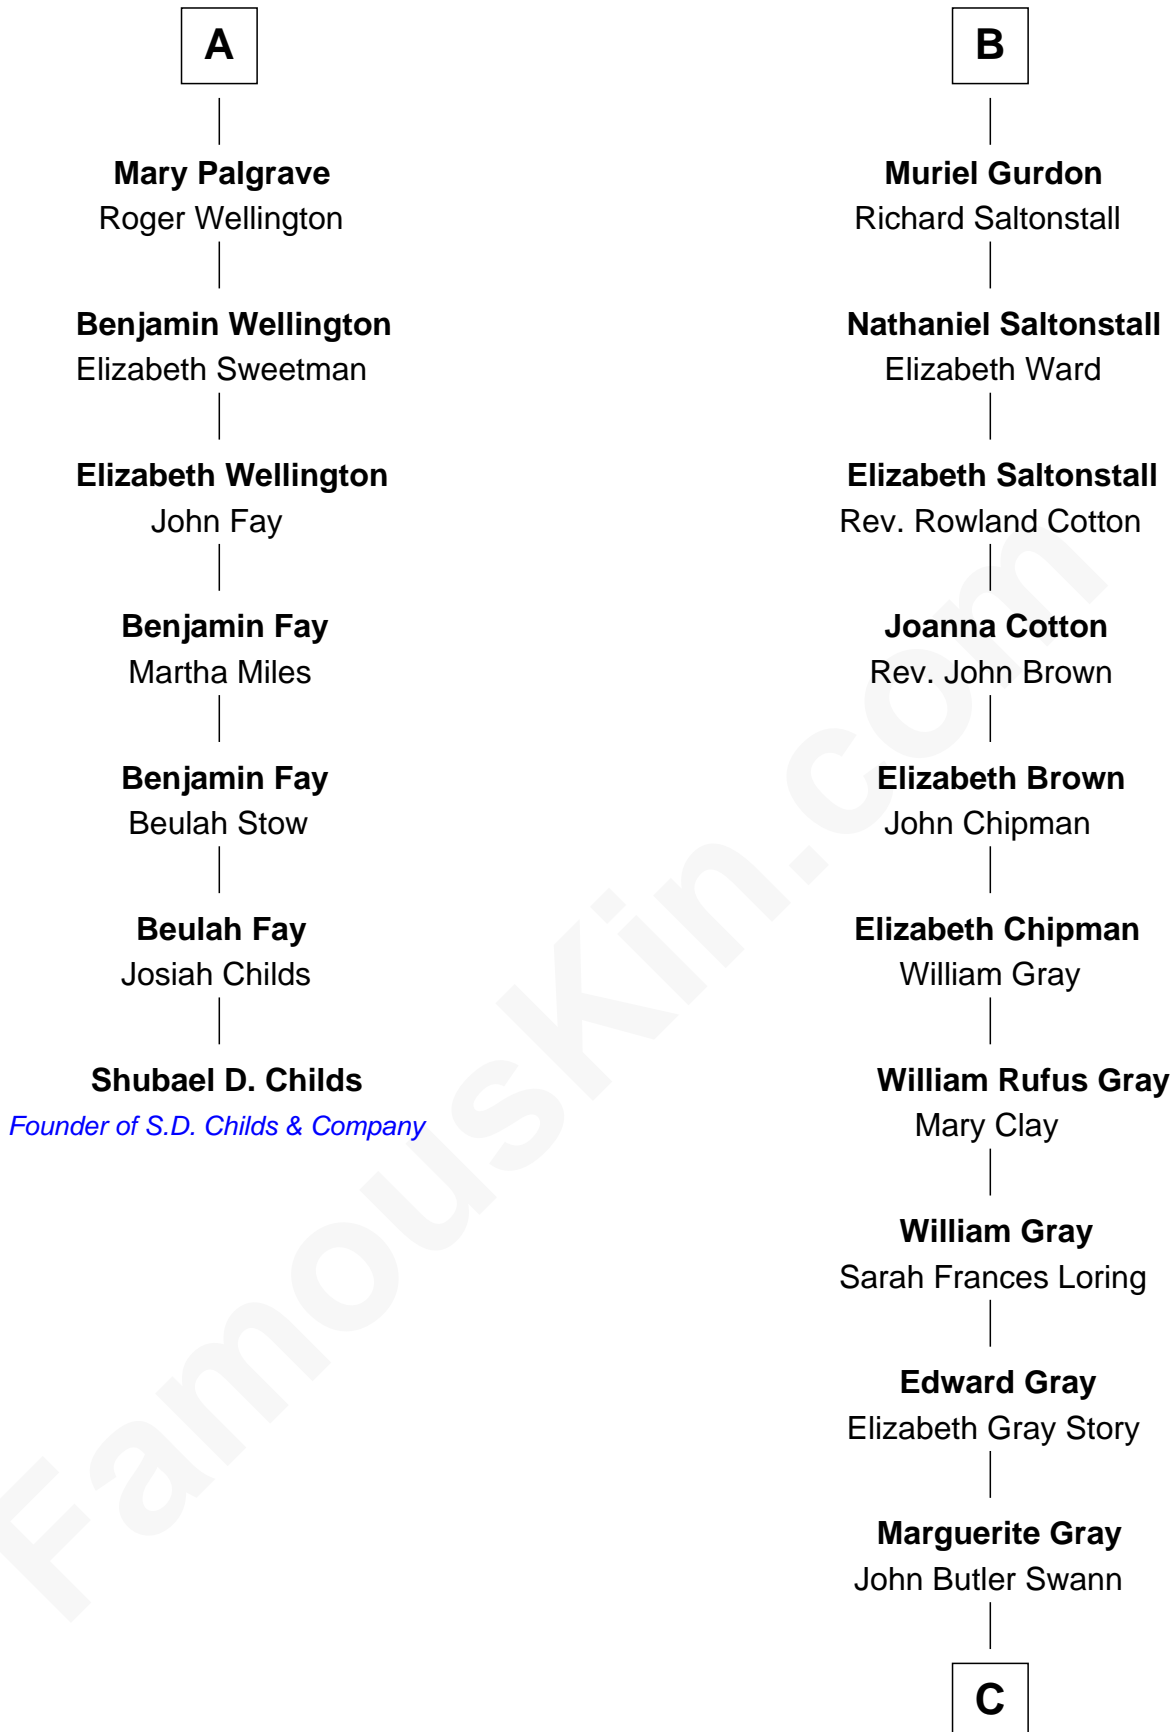 A
Mary Palgrave
Roger Wellington
Benjamin Wellington
Elizabeth Sweetman
Elizabeth Wellington
John Fay
Benjamin Fay
Martha Miles
Benjamin Fay
Beulah Stow
Beulah Fay
Josiah Childs
Shubael D. Childs
Founder of S.D. Childs & Company
B
Muriel Gurdon
Richard Saltonstall
Nathaniel Saltonstall
Elizabeth Ward
Elizabeth Saltonstall
Rev. Rowland Cotton
Joanna Cotton
Rev. John Brown
Elizabeth Brown
John Chipman
Elizabeth Chipman
William Gray
William Rufus Gray
Mary Clay
William Gray
Sarah Frances Loring
Edward Gray
Elizabeth Gray Story
Marguerite Gray
John Butler Swann
C
FamousKin.com